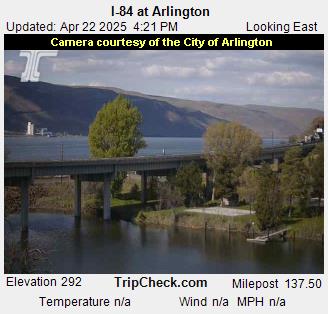 I-84 at Arlington
Updated: Apr 22 2025 4:21 PM Looking East
Camera courtesy of the City of Arlington
Elevation 292 TripCheck.com Milepost 137.50
Temperature n/a Wind n/a MPH n/a